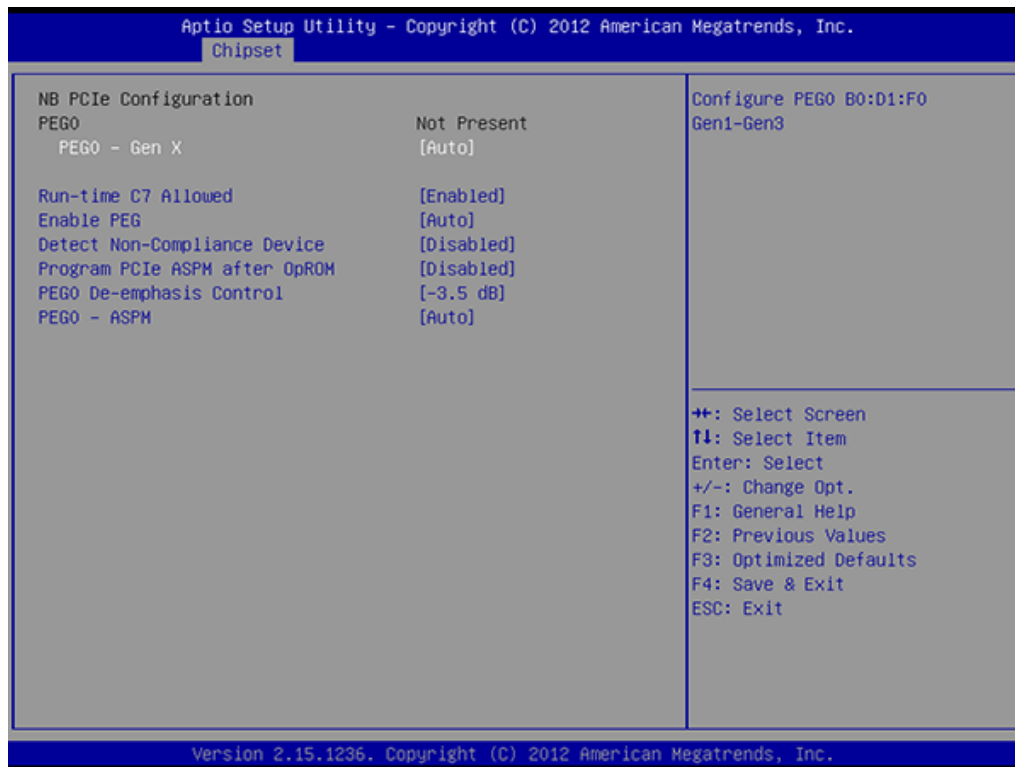 Aptio Setup Utility – Copyright (C) 2012 American Megatrends, Inc.
Chipset
NB PCIe Configuration
PEG0 Not Present
PEG0 – Gen X [Auto]
Run-time C7 Allowed [Enabled]
Enable PEG [Auto]
Detect Non-Compliance Device [Disabled]
Program PCIe ASPM after OpROM [Disabled]
PEG0 De-emphasis Control [-3.5 dB]
PEG0 – ASPM [Auto]
Configure PEG0 B0:D1:F0
Gen1-Gen3
→←: Select Screen
↑↓: Select Item
Enter: Select
+/-: Change Opt.
F1: General Help
F2: Previous Values
F3: Optimized Defaults
F4: Save & Exit
ESC: Exit
Version 2.15.1236. Copyright (C) 2012 American Megatrends, Inc.